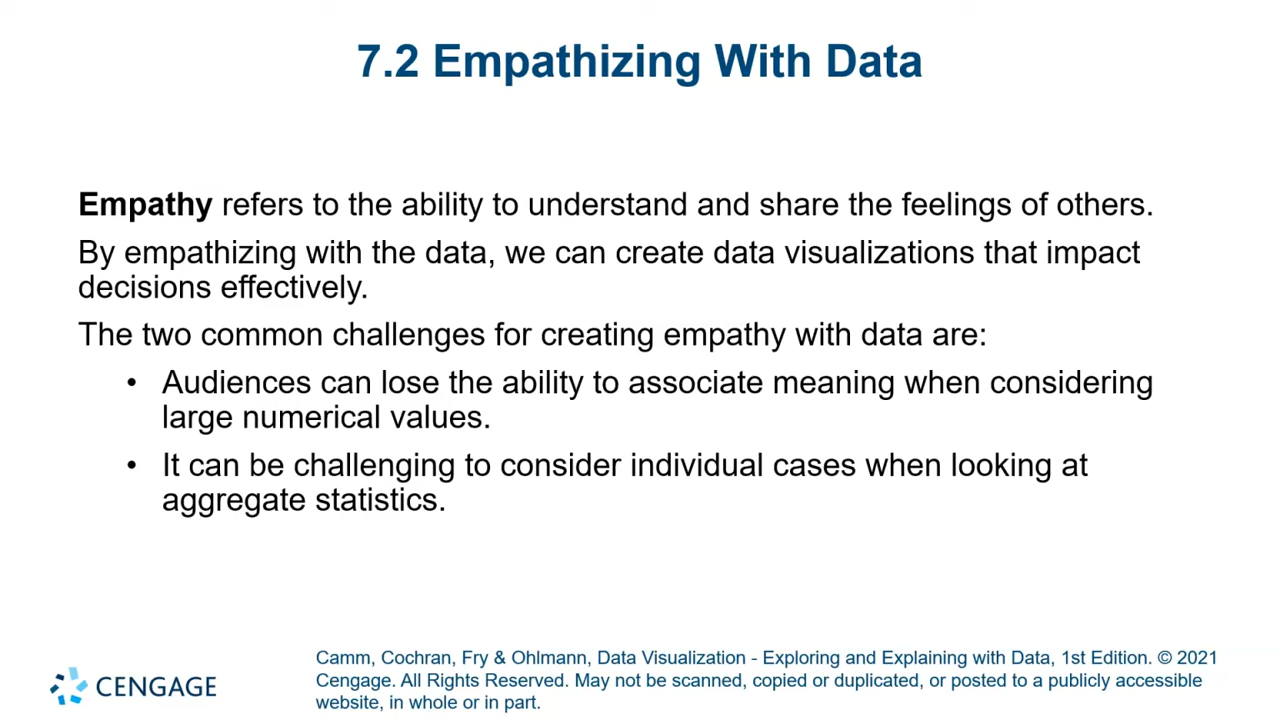 7.2 Empathizing With Data
Empathy refers to the ability to understand and share the feelings of others.
By empathizing with the data, we can create data visualizations that impact
decisions effectively.
The two common challenges for creating empathy with data are:
• Audiences can lose the ability to associate meaning when considering
large numerical values.
• It can be challenging to consider individual cases when looking at
aggregate statistics.
CENGAGE
Camm, Cochran, Fry & Ohlmann, Data Visualization - Exploring and Explaining with Data, 1st Edition. © 2021
Cengage. All Rights Reserved. May not be scanned, copied or duplicated, or posted to a publicly accessible
website, in whole or in part.